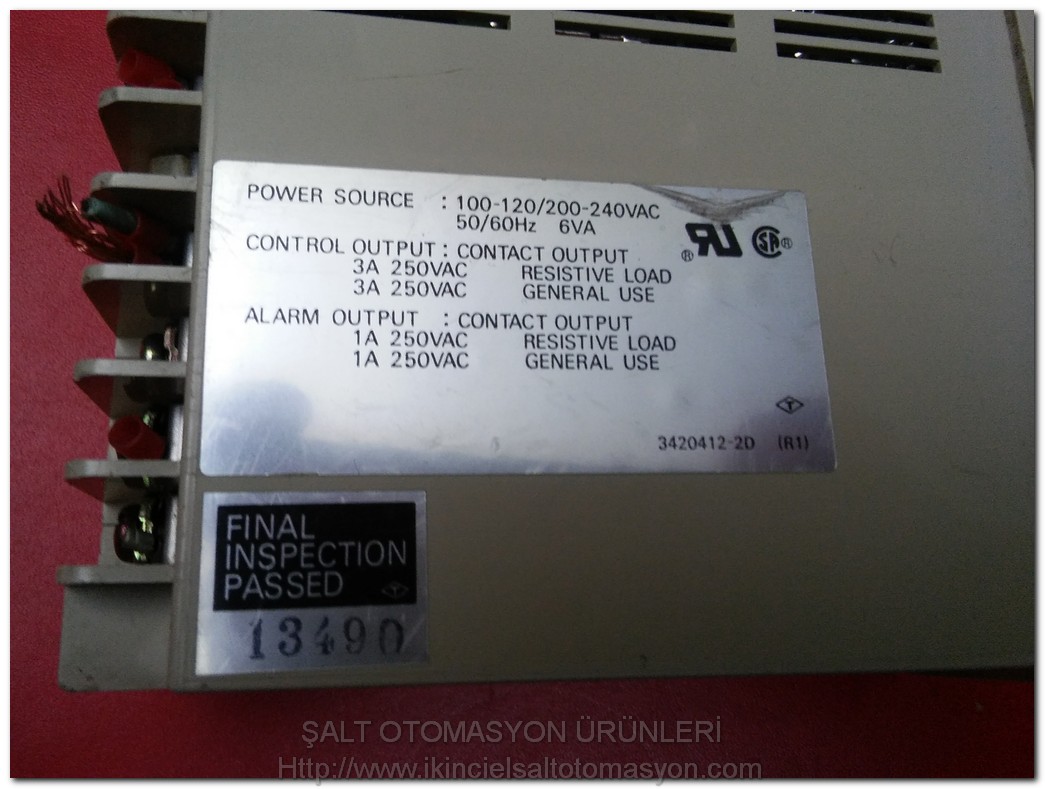 POWER SOURCE : 100-120/200-240VAC
50/60Hz 6VA
CONTROL OUTPUT : CONTACT OUTPUT
3A 250VAC RESISTIVE LOAD
3A 250VAC GENERAL USE
ALARM OUTPUT : CONTACT OUTPUT
1A 250VAC RESISTIVE LOAD
1A 250VAC GENERAL USE
3420412-2D (R1)
FINAL
INSPECTION
PASSED
13490
ŞALT OTOMASYON ÜRÜNLERİ
Http://www.ikincielsaltotomasyon.com